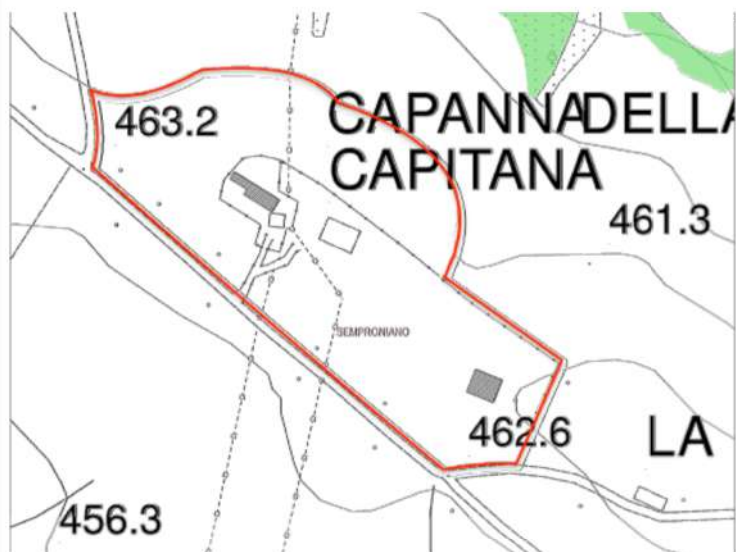 463.2
CAPANNA DELLA
CAPITANA
461.3
SEMPRONIANO
462.6
LA
456.3